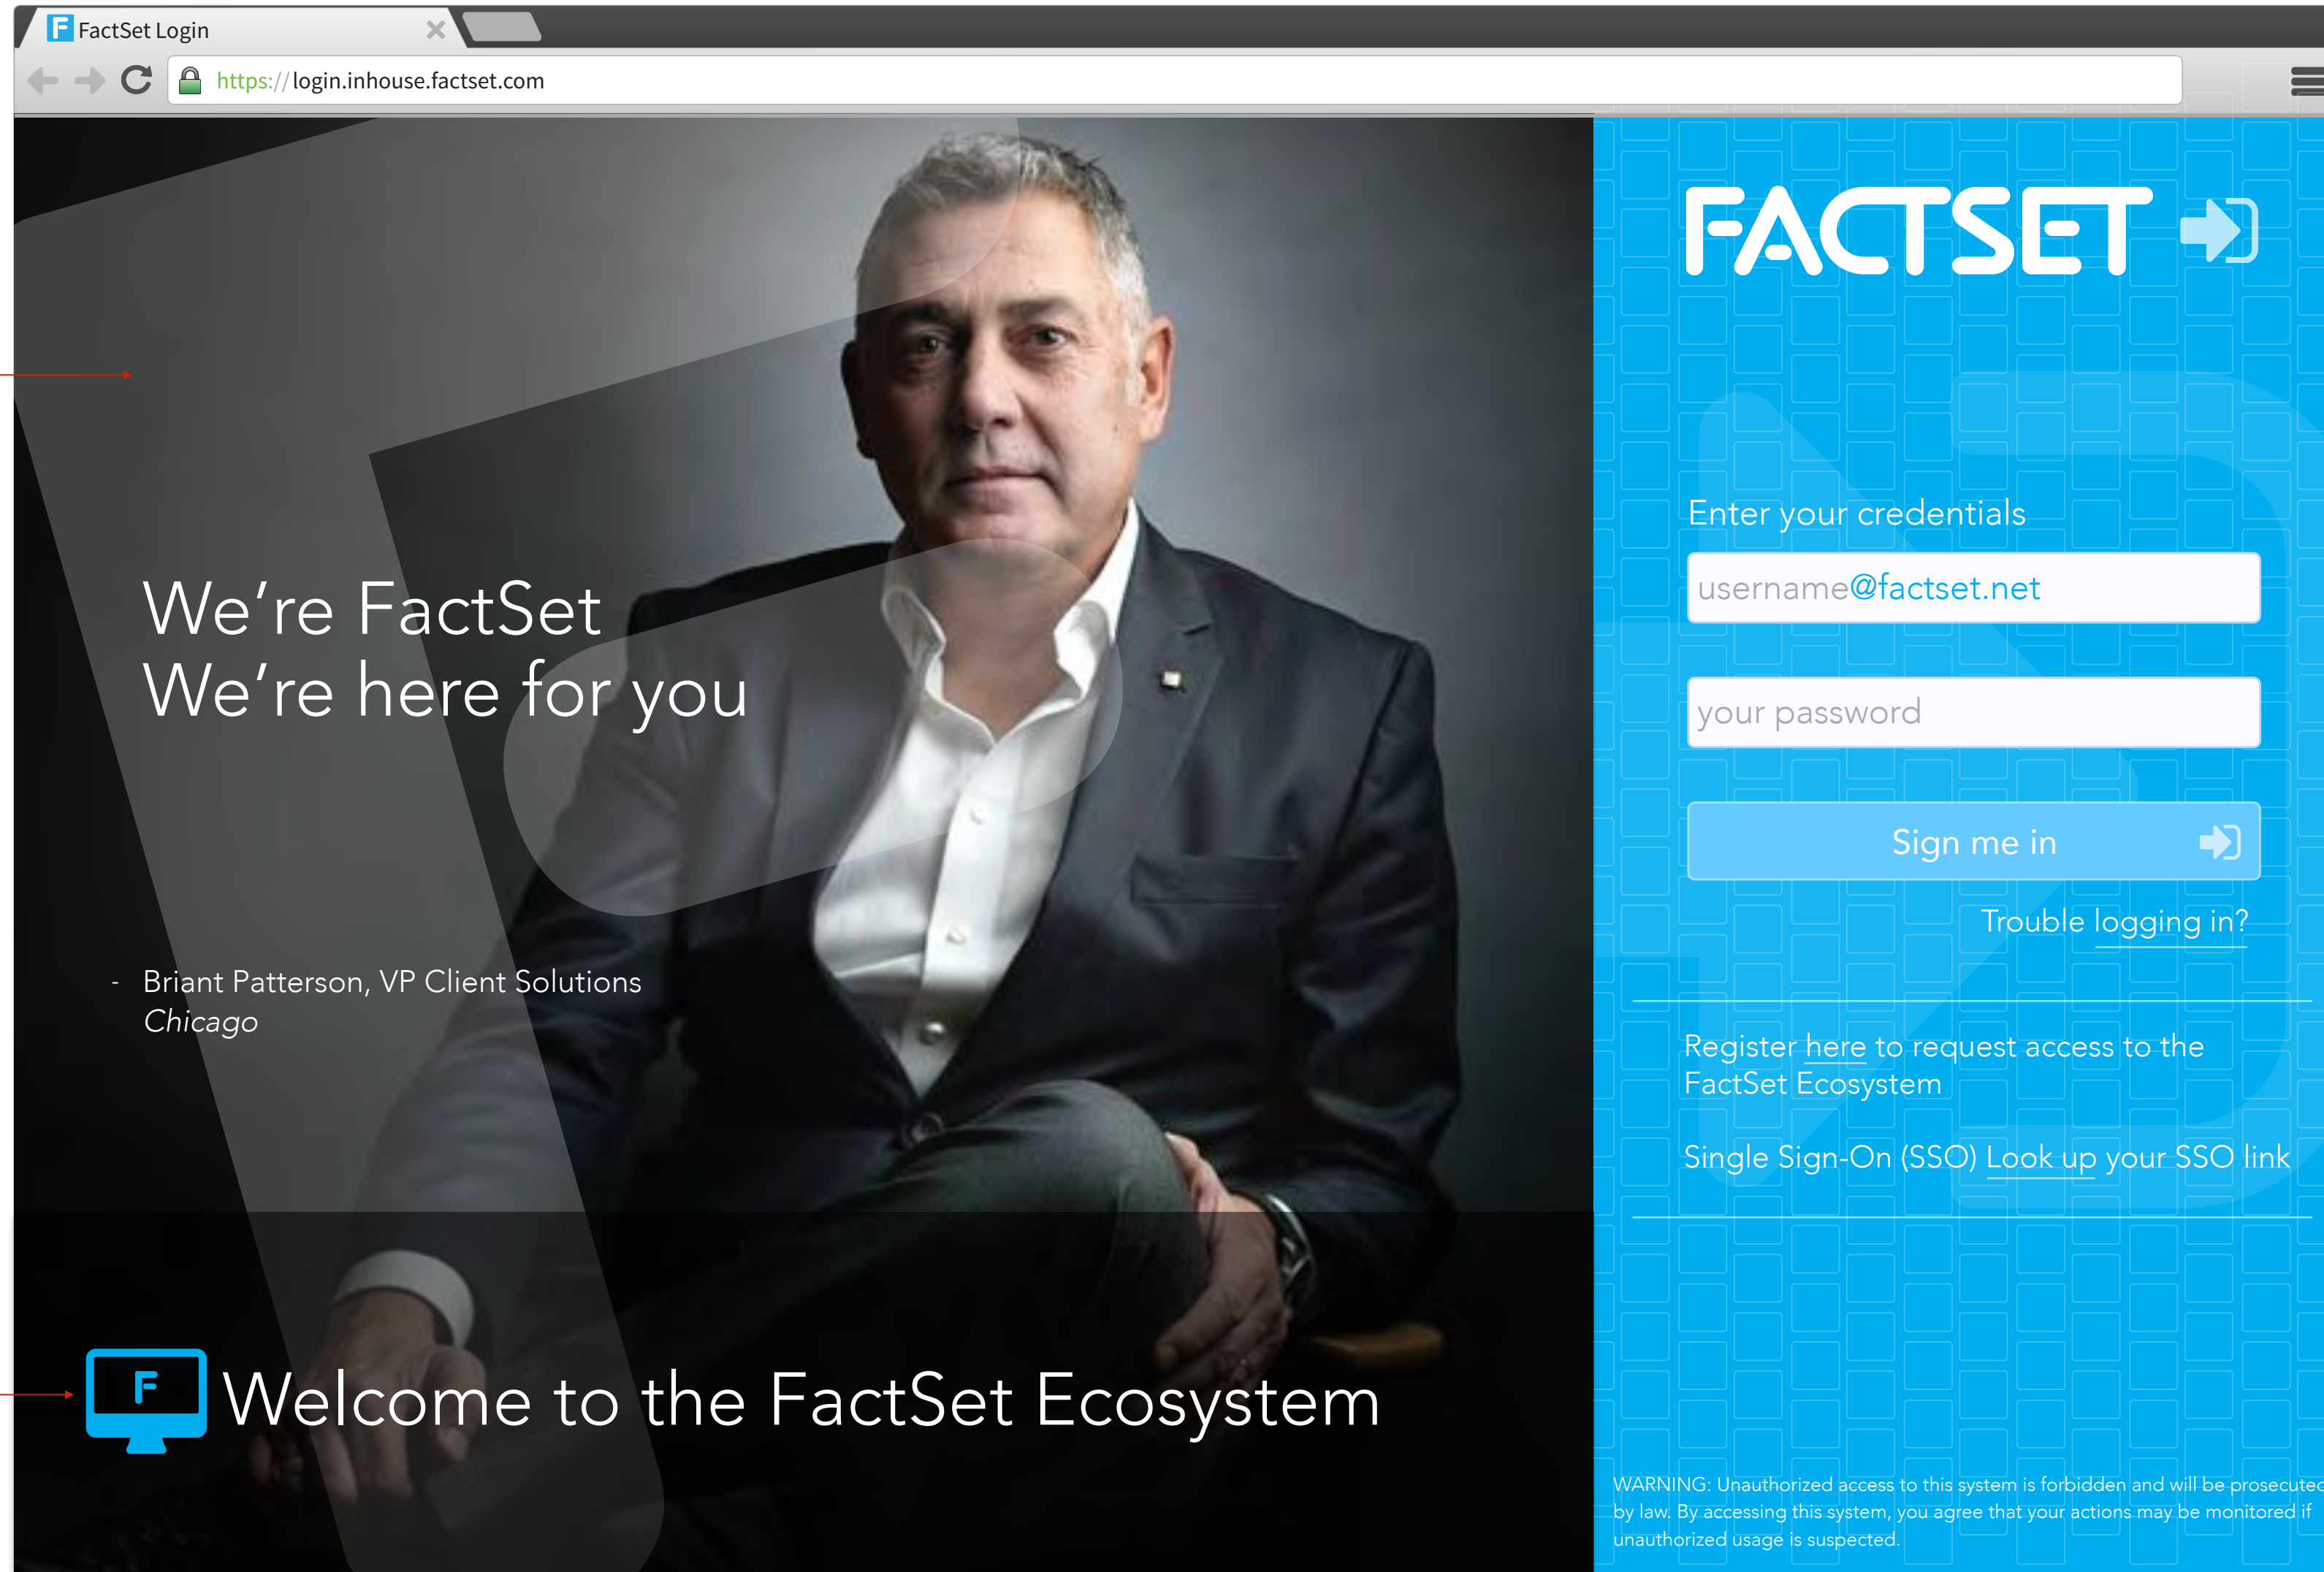 FactSet Login
https://login.inhouse.factset.com
We’re FactSet
We’re here for you
- Briant Patterson, VP Client Solutions
Chicago
F
Welcome to the FactSet Ecosystem
FACTSET
Enter your credentials
username@factset.net
your password
Sign me in
Trouble logging in?
Register here to request access to the
FactSet Ecosystem
Single Sign-On (SSO) Look up your SSO link
WARNING: Unauthorized access to this system is forbidden and will be prosecuted
by law. By accessing this system, you agree that your actions may be monitored if
unauthorized usage is suspected.